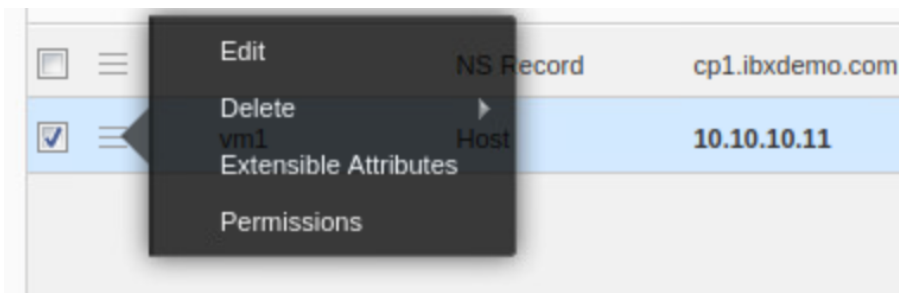 Edit
NS Record cp1.ibxdemo.com
Delete
vm1 Host 10.10.10.11
Extensible Attributes
Permissions